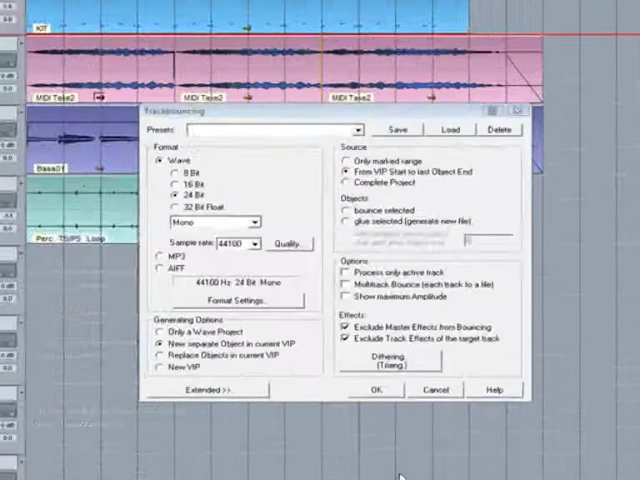 KIT
MIDI Take2 MIDI Take2 MIDI Take2
Trackbouncing
Presets: Save Load Delete
Format
Wave
8 Bit
16 Bit
24 Bit
32 Bit Float
Mono
Sample rate: 44100 Quality...
MP3
AIFF
44100 Hz 24 Bit Mono
Format Settings...
Generating Options
Only a Wave Project
New separate Object in current VIP
Replace Objects in current VIP
New VIP
Extended >>
Source
Only marked range
From VIP Start to last Object End
Complete Project
Objects
bounce selected
glue selected (generate new file)
Options
Process only active track
Multitrack Bounce (each track to a file)
Show maximum Amplitude
Effects:
Exclude Master Effects from Bouncing
Exclude Track Effects of the target track
Dithering
(Triang.)
OK Cancel Help
Bass01
Loop